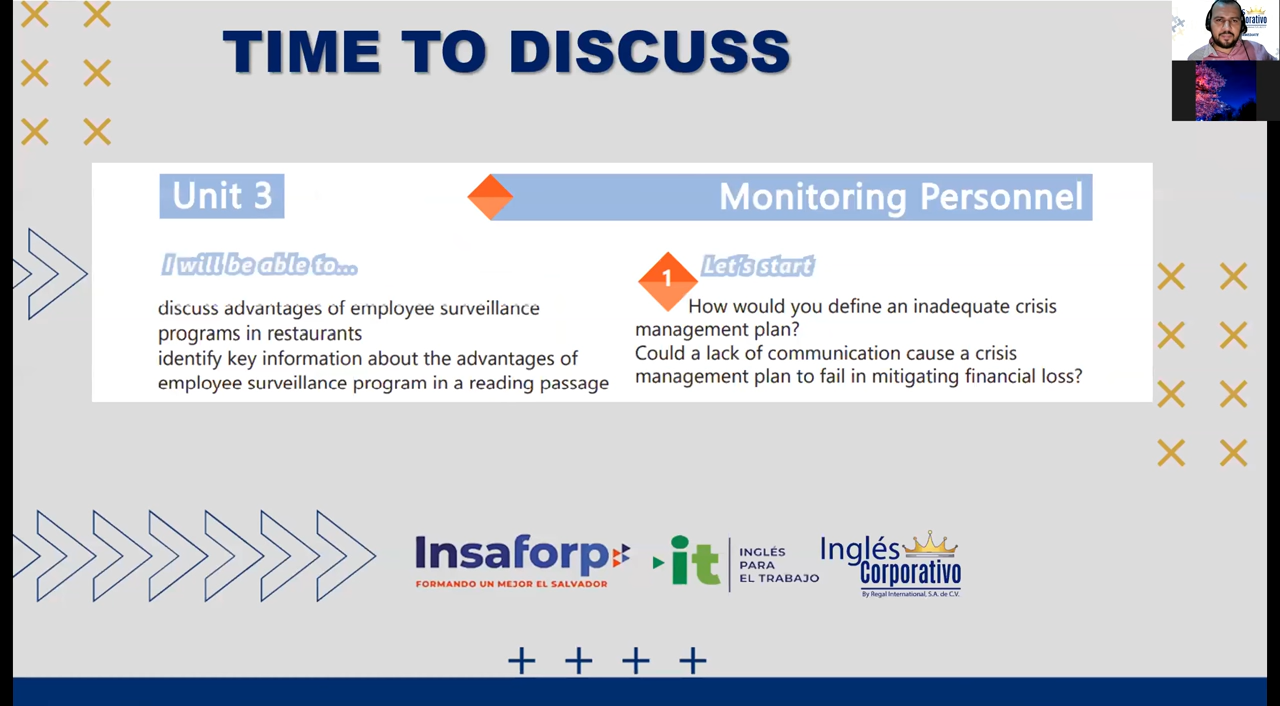 TIME TO DISCUSS
Unit 3
Monitoring Personnel
I will be able to...
discuss advantages of employee surveillance
programs in restaurants
identify key information about the advantages of
employee surveillance program in a reading passage
1
Let's start
How would you define an inadequate crisis
management plan?
Could a lack of communication cause a crisis
management plan to fail in mitigating financial loss?
Insaforp
FORMANDO UN MEJOR EL SALVADOR
it
INGLÉS
PARA
EL TRABAJO
Inglés
Corporativo
By Regal International, S.A. de C.V.